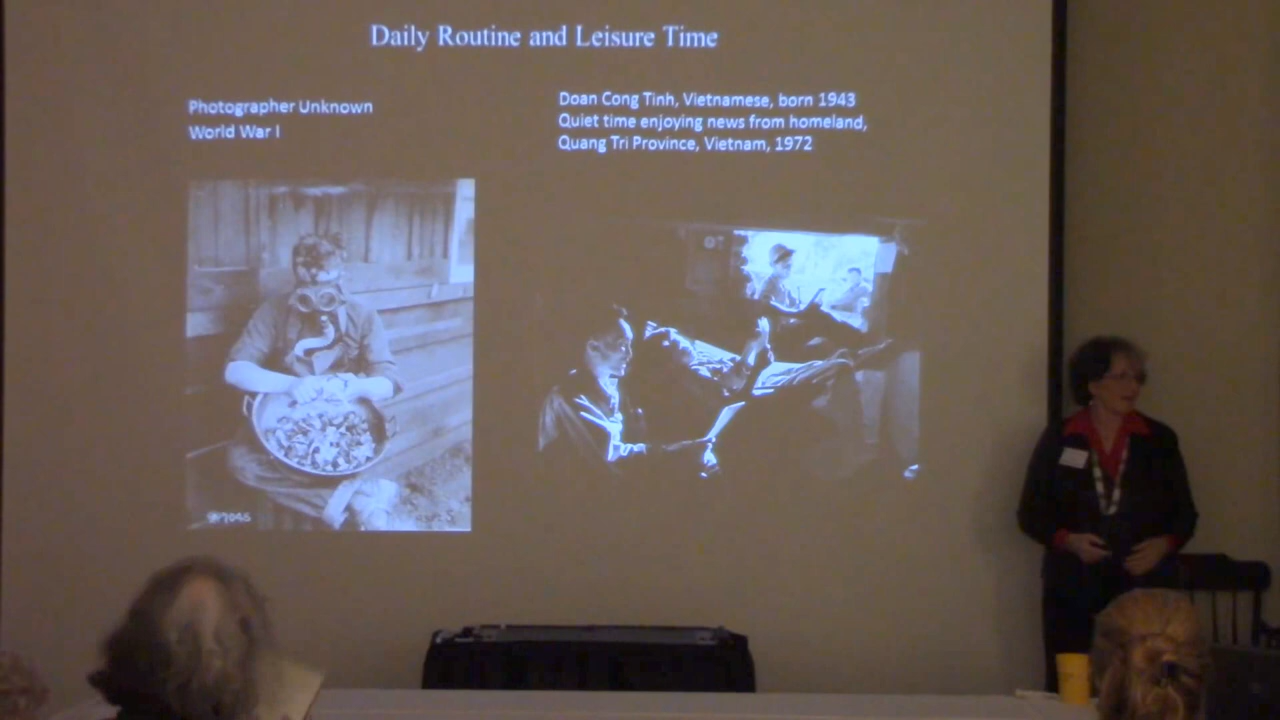 Daily Routine and Leisure Time
Photographer Unknown
World War I
Doan Cong Tinh, Vietnamese, born 1943
Quiet time enjoying news from homeland,
Quang Tri Province, Vietnam, 1972